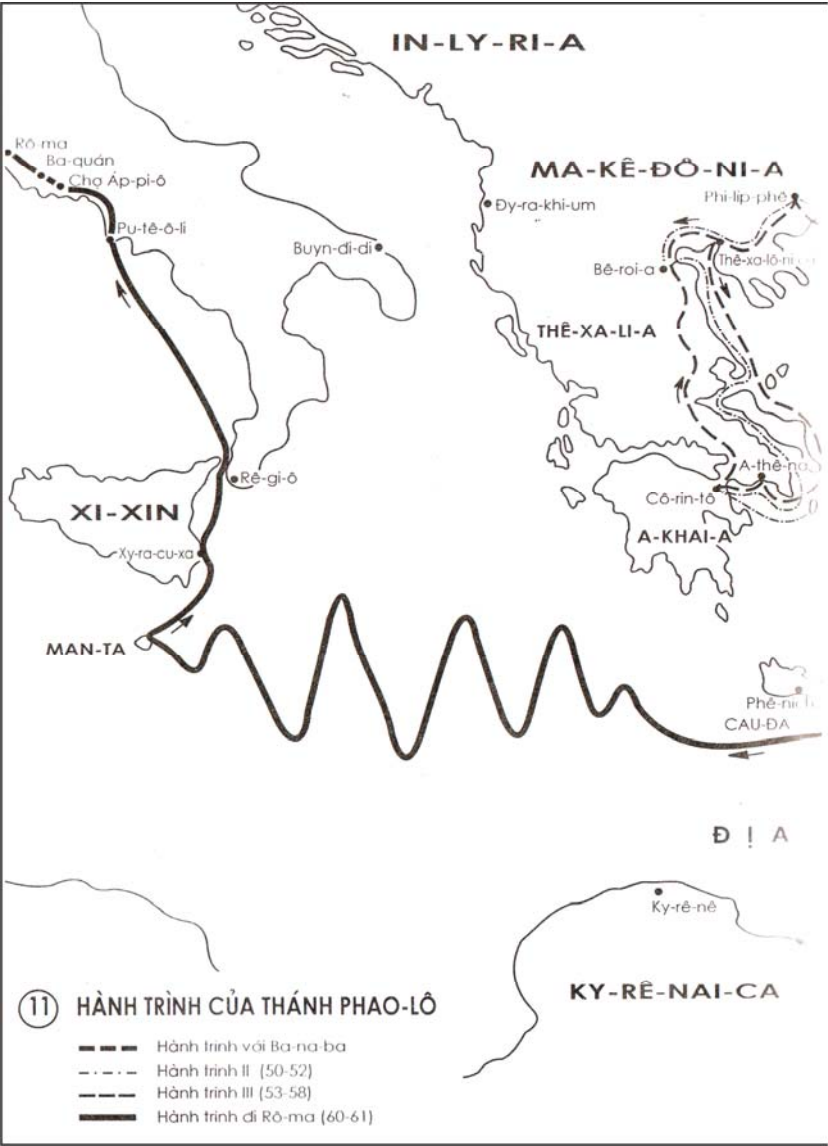 IN-LY-RI-A
Rô-ma
Ba-quán
Chợ Áp-pi-ô
MA-KÊ-ĐÔ-NI-A
Phi-líp-phê
Đy-ra-khi-um
Pu-tê-ô-li
Buyn-đi-di
Bê-roi-a
THÊ-XA-LI-A
Rê-gi-ô
XI-XIN
Cô-rin-tô
A-KHAI-A
Xy-ra-cu-xa
MAN-TA
CAU-ĐA
ĐỊA
Ky-rê-nê
KY-RÊ-NAI-CA
11 HÀNH TRÌNH CỦA THÁNH PHAO-LÔ
Hành trình với Ba-na-ba
Hành trình II (50-52)
Hành trình III (53-58)
Hành trình đi Rô-ma (60-61)